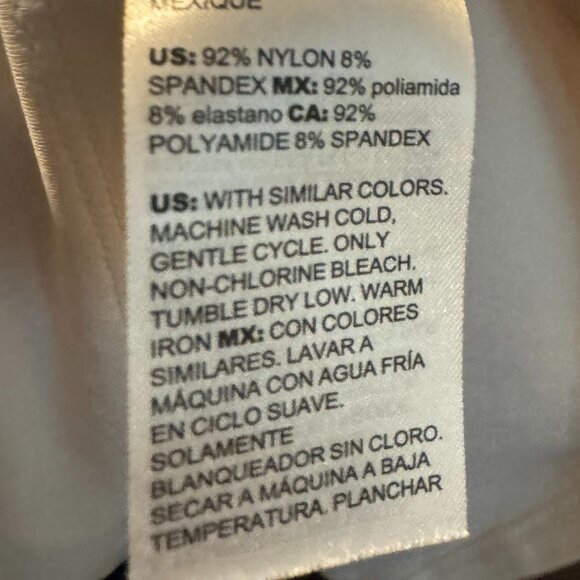 MEXIQUE
US: 92% NYLON 8%
SPANDEX MX: 92% poliamida
8% elastano CA: 92%
POLYAMIDE 8% SPANDEX
US: WITH SIMILAR COLORS.
MACHINE WASH COLD,
GENTLE CYCLE. ONLY
NON-CHLORINE BLEACH.
TUMBLE DRY LOW. WARM
IRON MX: CON COLORES
SIMILARES. LAVAR A
MÁQUINA CON AGUA FRÍA
EN CICLO SUAVE.
SOLAMENTE
BLANQUEADOR SIN CLORO.
SECAR A MÁQUINA A BAJA
TEMPERATURA. PLANCHAR